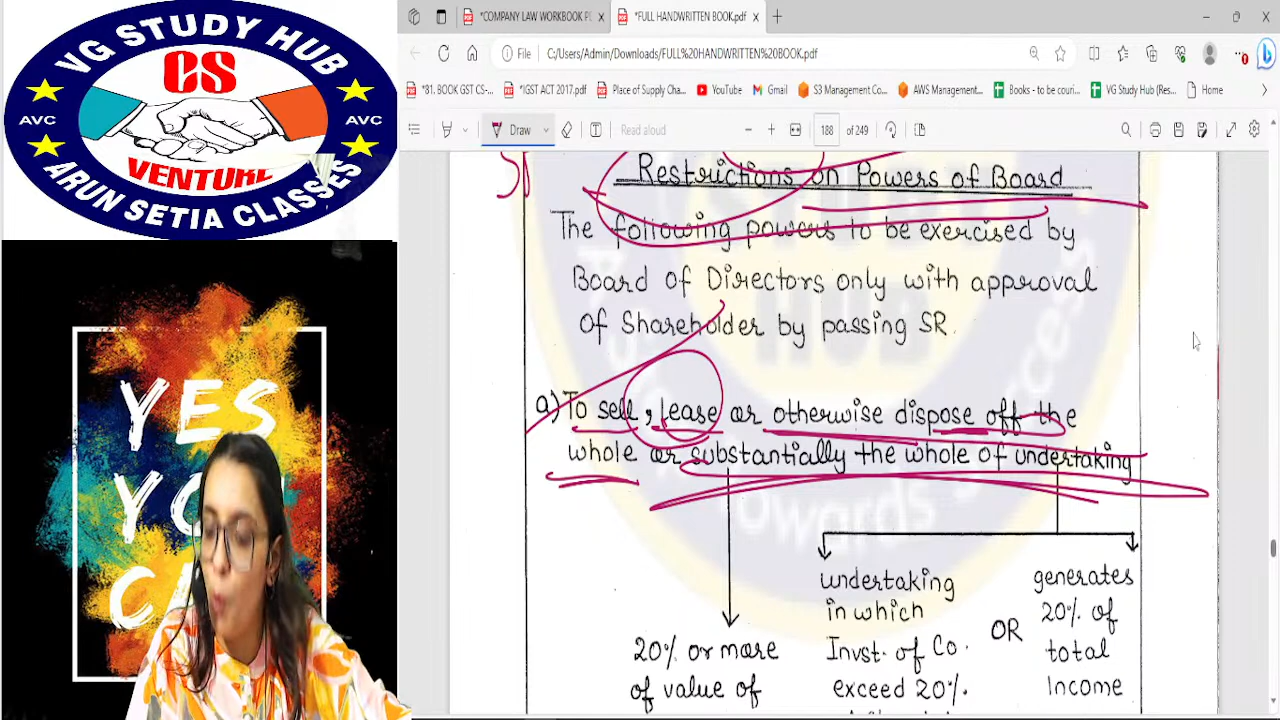 VG STUDY HUB
CS
AVC
AVC
VENTURE
ARUN SETIA CLASSES
YES
YO
CA
*COMPANY LAW WORKBOOK P
*FULL HANDWRITTEN BOOK.pdf
File
C:/Users/Admin/Downloads/FULL%20HANDWRITTEN%20BOOK.pdf
*81. BOOK GST CS-...
*IGST ACT 2017.pdf
Place of Supply Cha...
YouTube
Gmail
S3 Management Co...
AWS Management...
Books - to be couri...
VG Study Hub (Res...
Home
Draw
Read aloud
188
of 249
Restrictions on Powers of Board
The following powers to be exercised by
Board of Directors only with approval
of Shareholder by passing SR.
a) To sell, lease or otherwise dispose off the
whole or substantially the whole of undertaking
20% or more
of value of
undertaking
in which
Invst. of Co.
exceed 20%.
OR
generates
20% of
total
Income